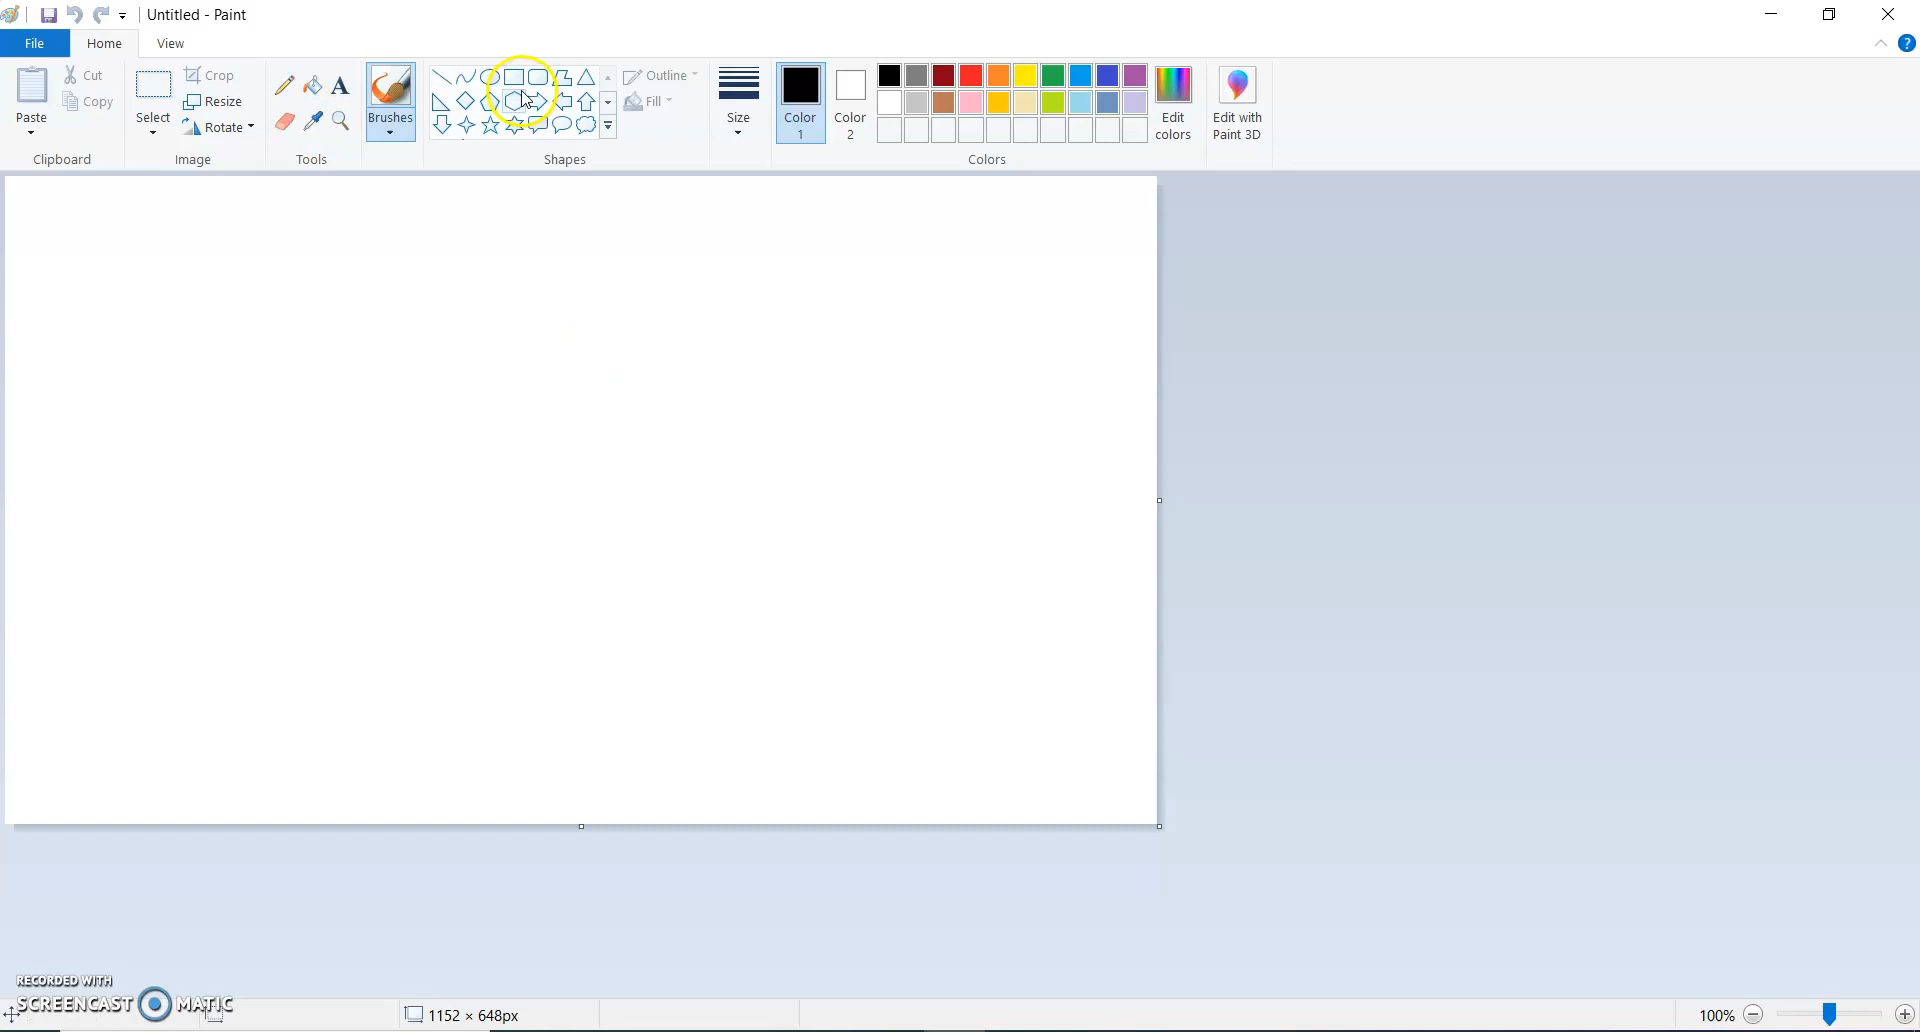 Untitled - Paint
File Home View
Paste
Cut
Copy
Clipboard
Select
Crop
Resize
Rotate
Image
A
Tools
Brushes
Outline
Fill
Shapes
Size
Color
1
Color
2
Edit
colors
Colors
Edit with
Paint 3D
?
RECORDED WITH
SCREENCAST MATIC
1152 × 648px
100%